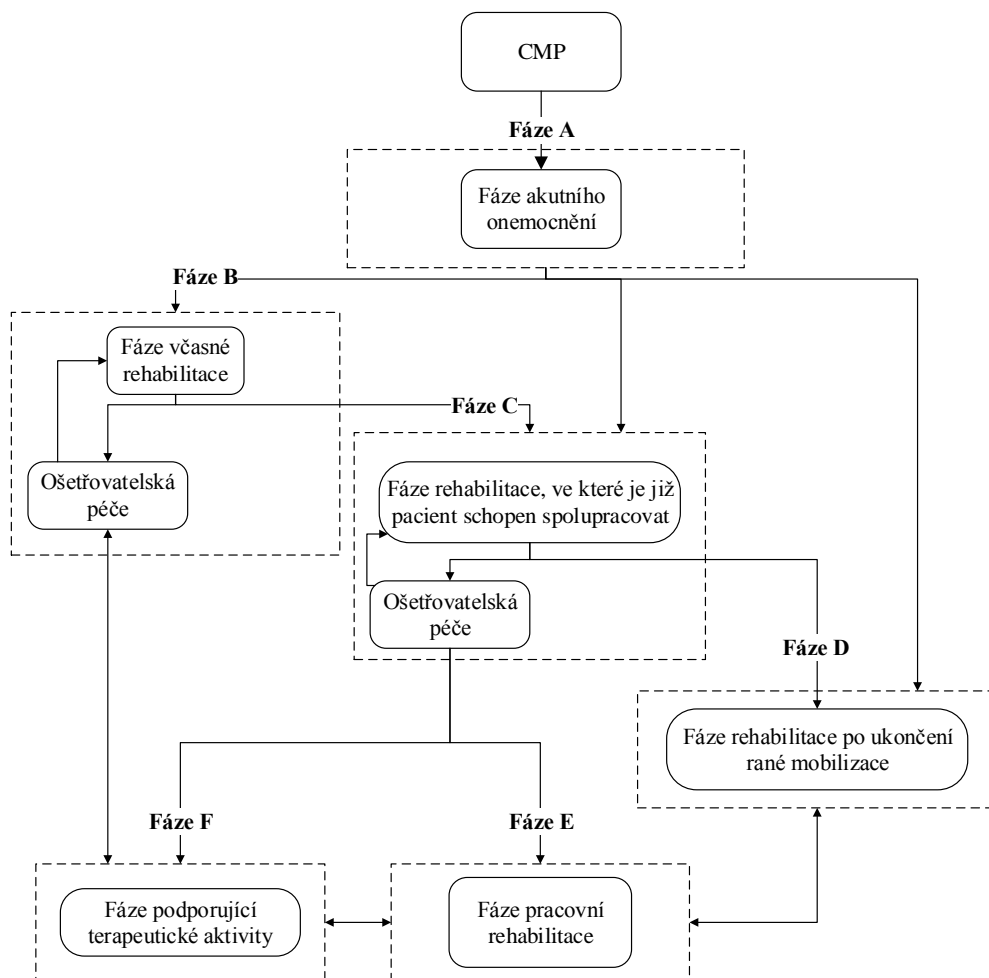 CMP
Fáze A
Fáze akutního
onemocnění
Fáze B
Fáze včasné
rehabilitace
Fáze C
Ošetřovatelská
péče
Fáze rehabilitace, ve které je již
pacient schopen spolupracovat
Ošetřovatelská
péče
Fáze D
Fáze rehabilitace po ukončení
rané mobilizace
Fáze F
Fáze E
Fáze podporující
terapeutické aktivity
Fáze pracovní
rehabilitace